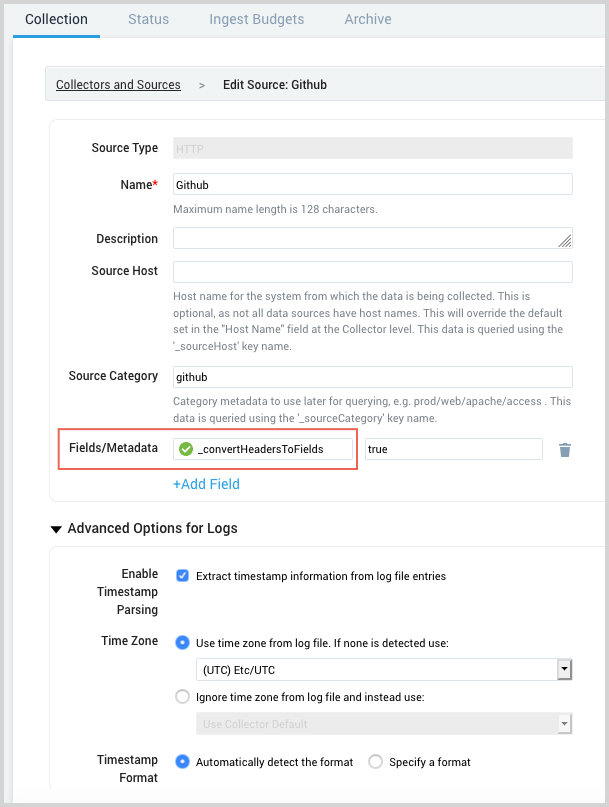 Collection Status Ingest Budgets Archive
Collectors and Sources > Edit Source: Github
Source Type HTTP
Name* Github
Maximum name length is 128 characters.
Description
Source Host
Host name for the system from which the data is being collected. This is
optional, as not all data sources have host names. This will override the default
set in the "Host Name" field at the Collector level. This data is queried using the
'_sourceHost' key name.
Source Category github
Category metadata to use later for querying, e.g. prod/web/apache/access . This
data is queried using the '_sourceCategory' key name.
Fields/Metadata _convertHeadersToFields true
+Add Field
Advanced Options for Logs
Enable
Timestamp
Parsing
Extract timestamp information from log file entries
Time Zone Use time zone from log file. If none is detected use:
(UTC) Etc/UTC
Ignore time zone from log file and instead use:
Use Collector Default
Timestamp
Format
Automatically detect the format Specify a format